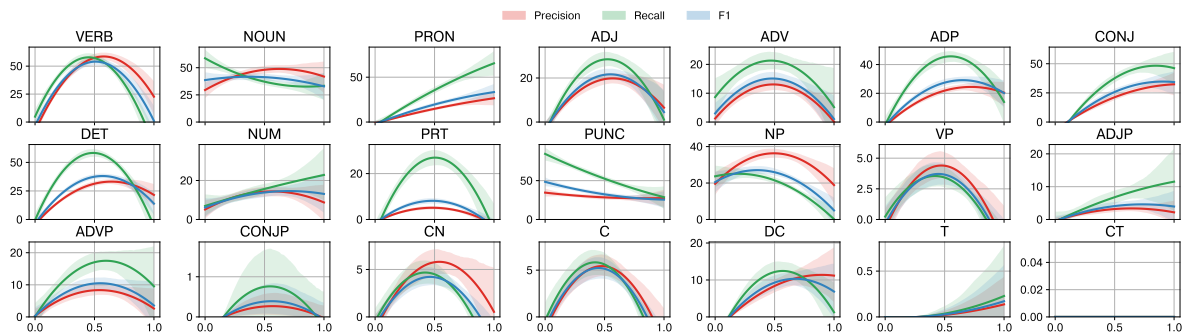 Precision Recall F1
VERB NOUN PRON ADJ ADV ADP CONJ
50 50 50 20 20 40 50
25 25 25
20
0 0 0 0 0 0 0
DET NUM PRT PUNC NP VP ADJP
50 20 20 50 40 5.0 20
25 20 2.5 10
0 0 0 0 0 0.0 0
ADVP CONJP CN C DC T CT
20 1 5 5 20 0.5 0.04
10 10 0.02
0 0 0 0 0 0.0 0.00
0.0 0.5 1.0 0.0 0.5 1.0 0.0 0.5 1.0 0.0 0.5 1.0 0.0 0.5 1.0 0.0 0.5 1.0 0.0 0.5 1.0